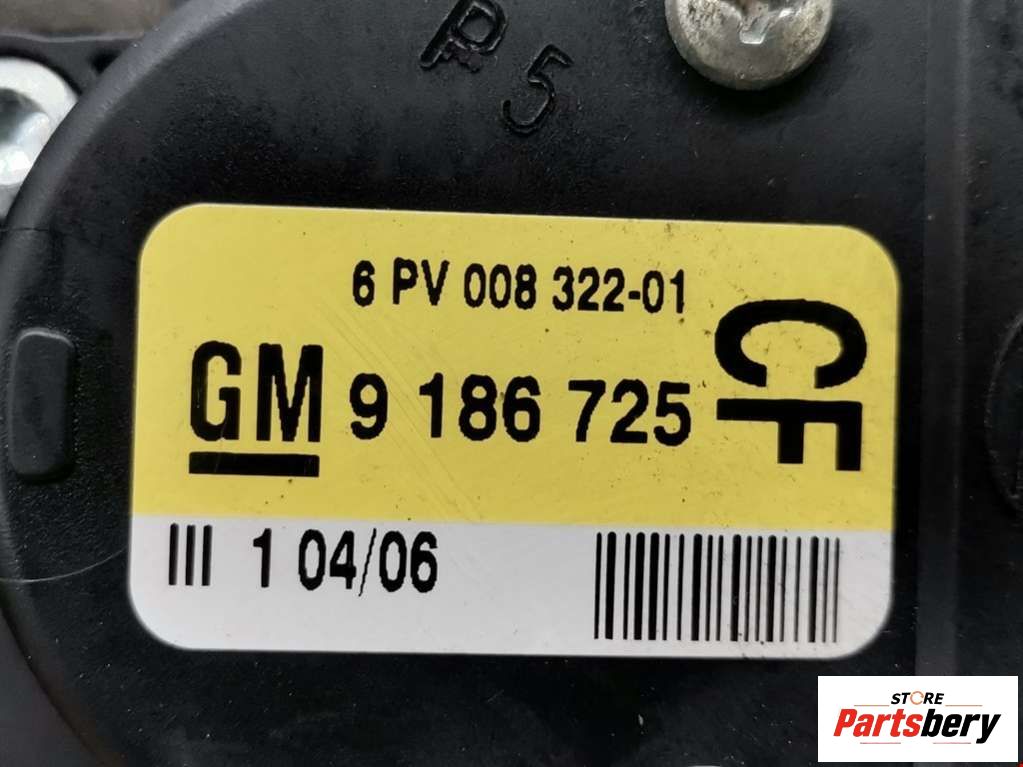 P5
6 PV 008 322-01
GM 9 186 725
CF
III 1 04/06
STORE
Partsbery